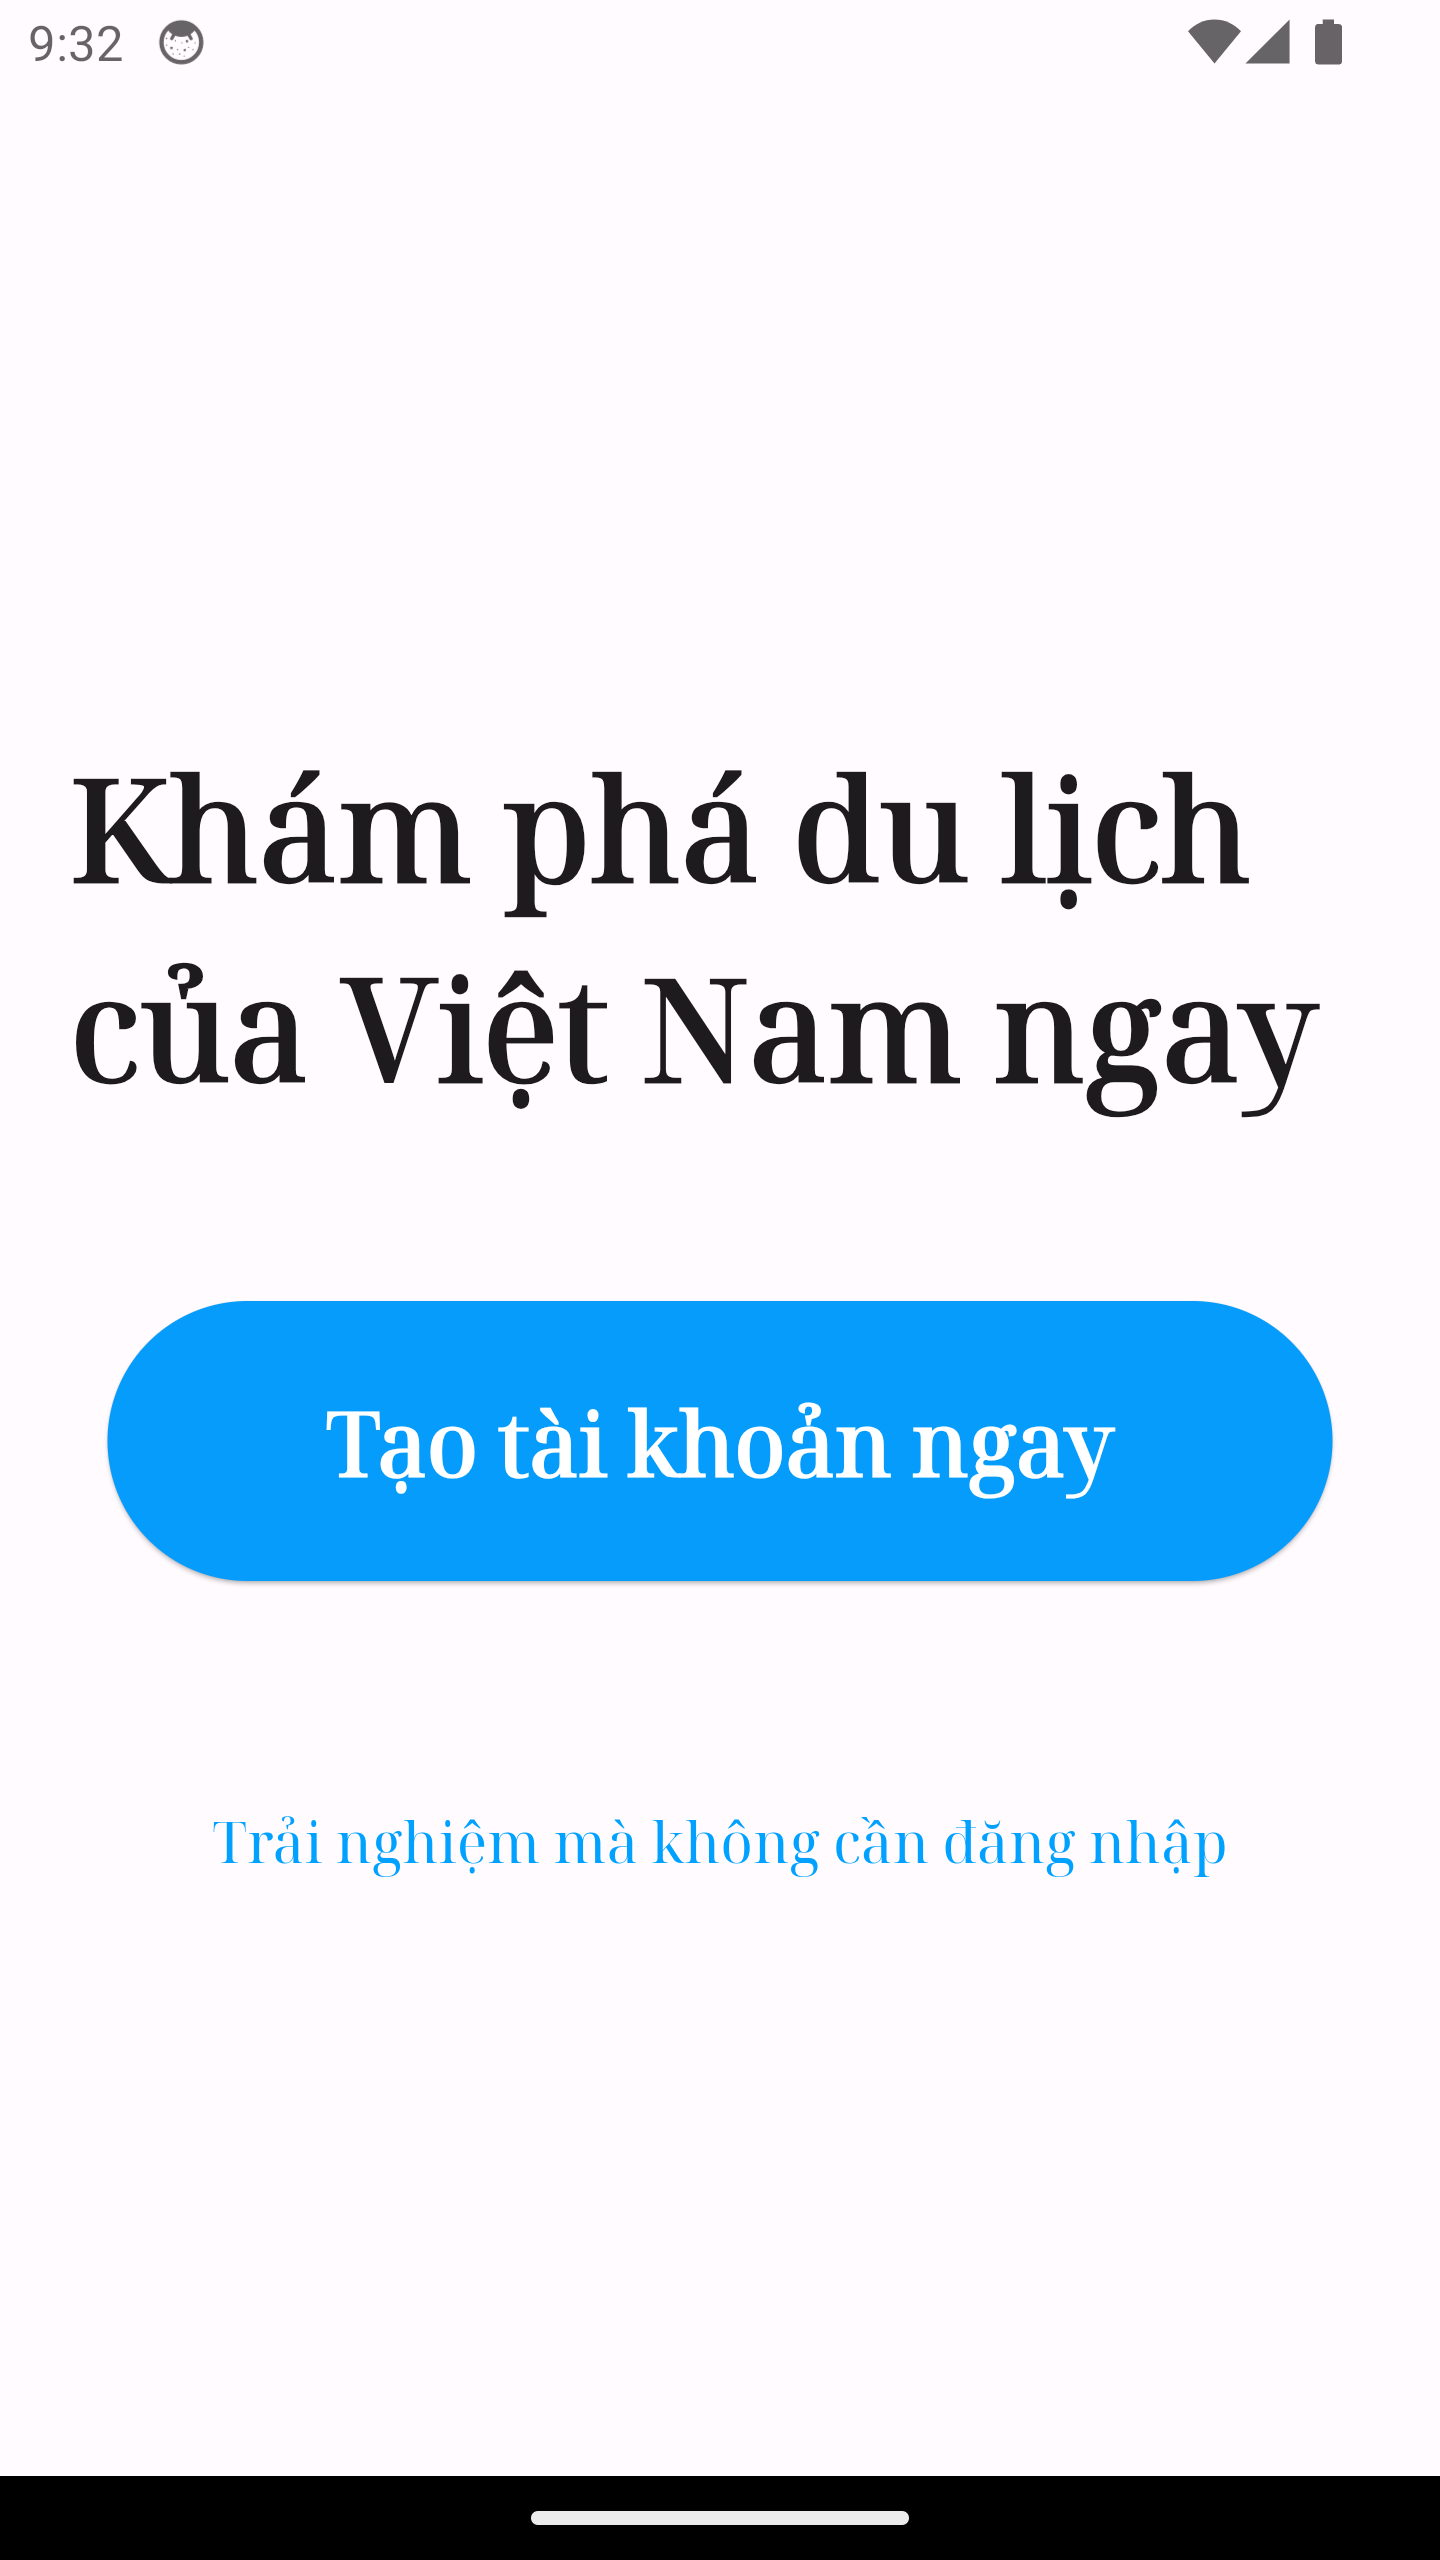 9:32
Khám phá du lịch
của Việt Nam ngay
Tạo tài khoản ngay
Trải nghiệm mà không cần đăng nhập